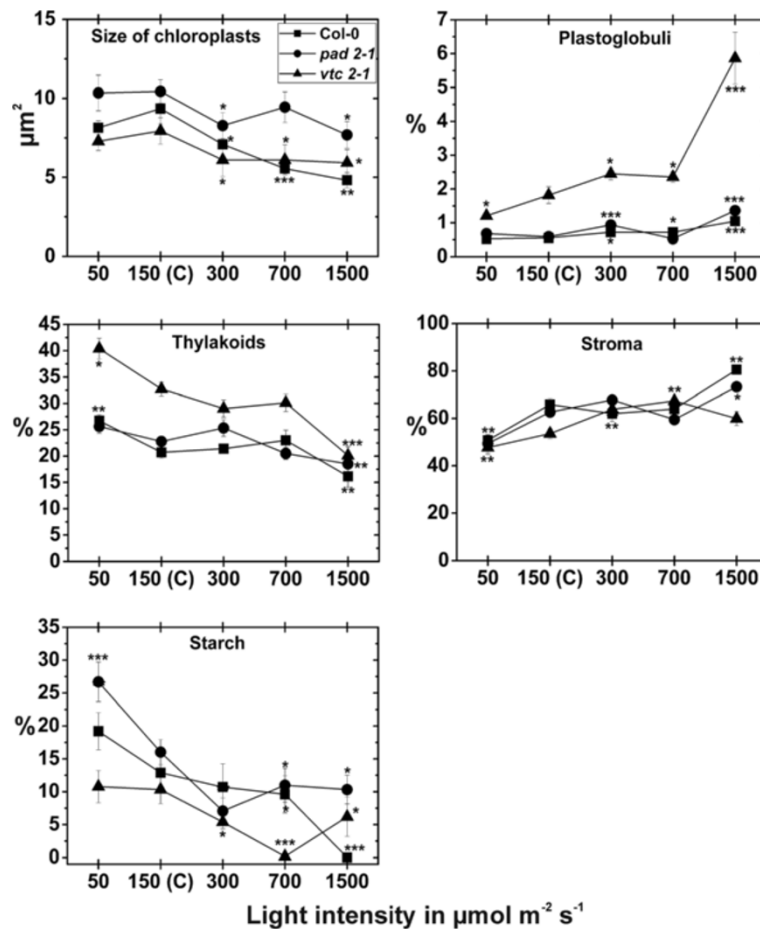 Size of chloroplasts
Col-0
pad 2-1
vtc 2-1
µm²
15
10
5
0
* * * * *
* *** **
50 150 (C) 300 700 1500
Plastoglobuli
%
7
6
5
4
3
2
1
0
***
* * *
*** * ***
* ***
50 150 (C) 300 700 1500
Thylakoids
%
45
40
35
30
25
20
15
10
5
0
*
** ***
**
**
50 150 (C) 300 700 1500
Stroma
%
100
80
60
40
20
0
** ** **
** ** *
50 150 (C) 300 700 1500
Starch
%
35
30
25
20
15
10
5
0
***
* *
* * *
*** ***
50 150 (C) 300 700 1500
Light intensity in µmol m⁻² s⁻¹